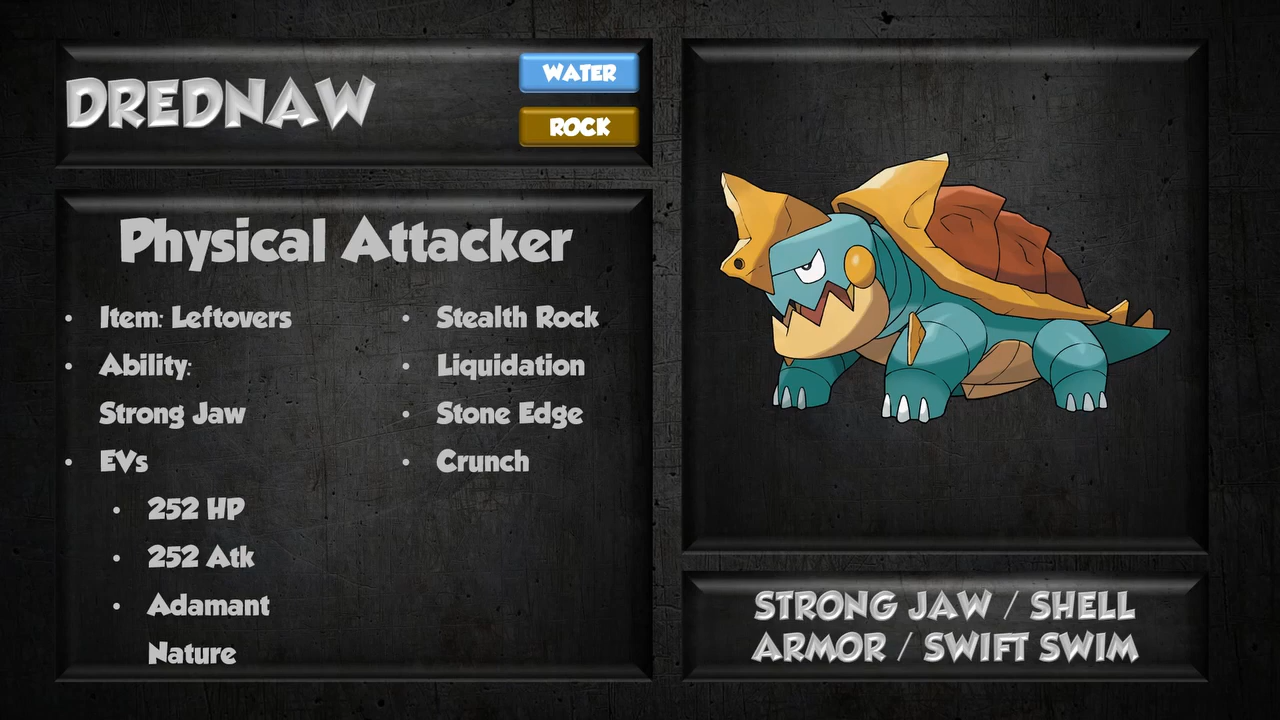 DREDNAW
WATER
ROCK
Physical Attacker
• Item: Leftovers
• Ability:
Strong Jaw
• EVs
• 252 HP
• 252 Atk
• Adamant
Nature
• Stealth Rock
• Liquidation
• Stone Edge
• Crunch
STRONG JAW / SHELL
ARMOR / SWIFT SWIM